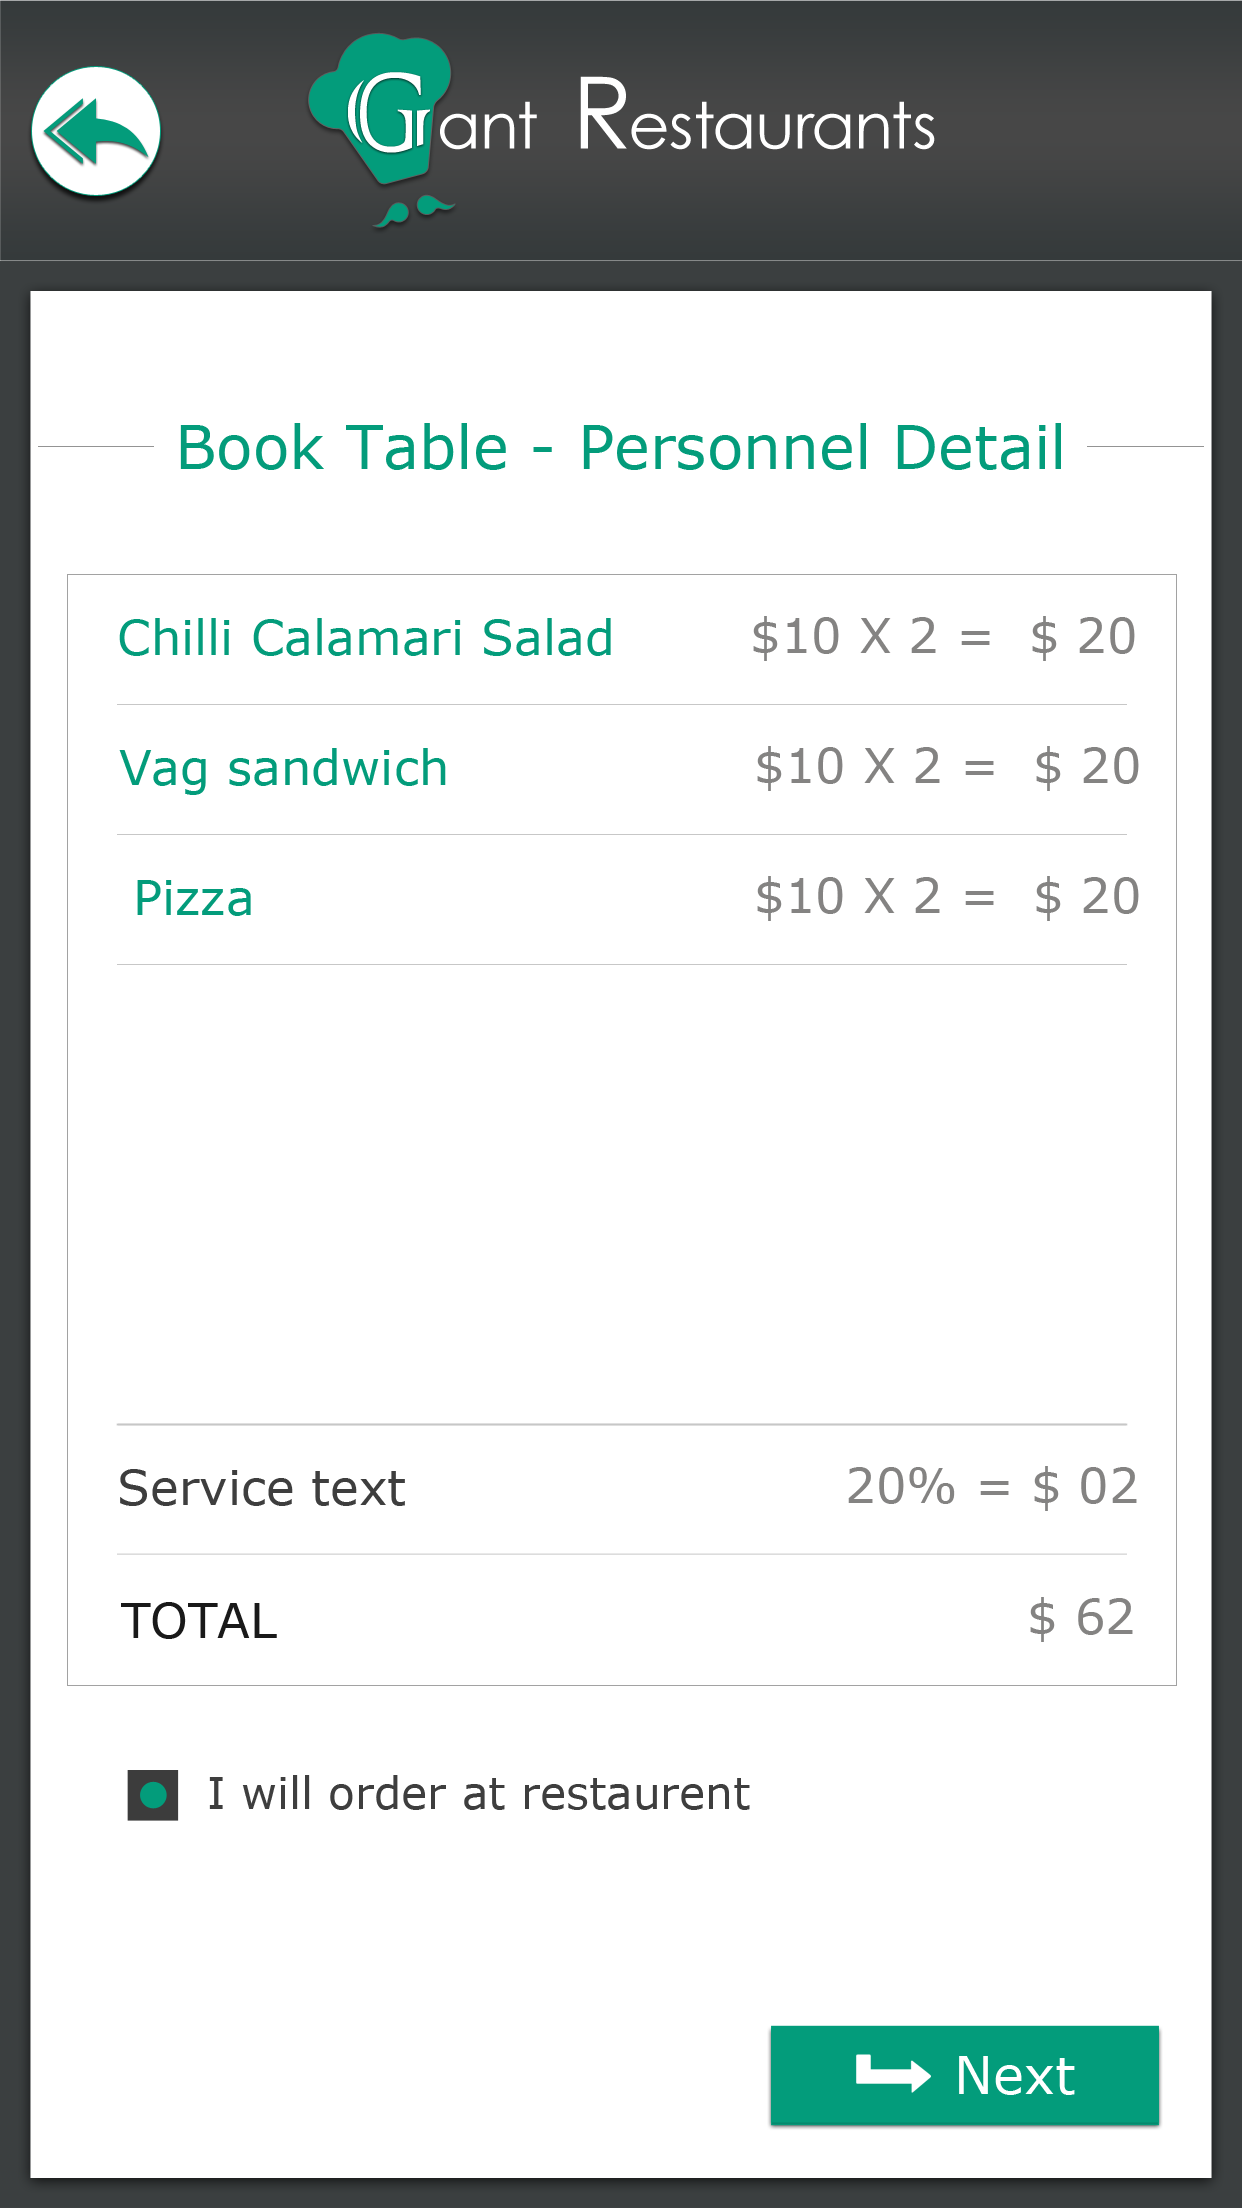 Grant Restaurants
Book Table - Personnel Detail
Chilli Calamari Salad $10 X 2 = $ 20
Vag sandwich $10 X 2 = $ 20
Pizza $10 X 2 = $ 20
Service text 20% = $ 02
TOTAL $ 62
I will order at restaurent
Next